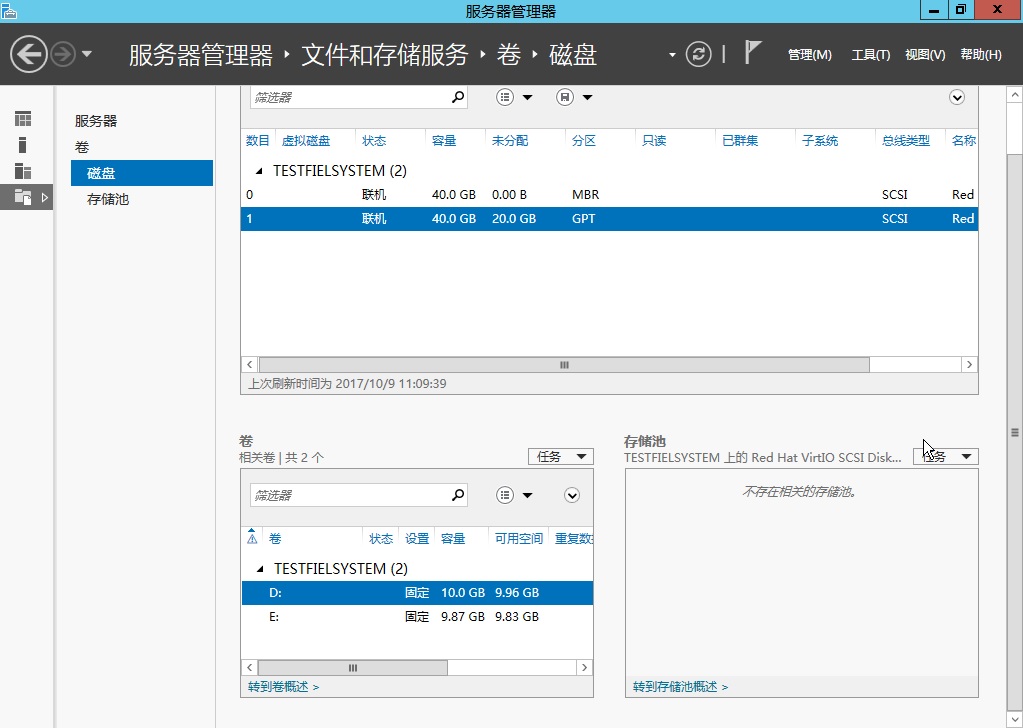 服务器管理器
服务器管理器 ‣ 文件和存储服务 ‣ 卷 ‣ 磁盘
管理(M) 工具(T) 视图(V) 帮助(H)
服务器
卷
磁盘
存储池
筛选器
数目 虚拟磁盘 状态 容量 未分配 分区 只读 已群集 子系统 总线类型 名称
TESTFIELSYSTEM (2)
0 联机 40.0 GB 0.00 B MBR SCSI Red
1 联机 40.0 GB 20.0 GB GPT SCSI Red
上次刷新时间为 2017/10/9 11:09:39
卷
相关卷 | 共 2 个
任务
筛选器
卷 状态 设置 容量 可用空间 重复数
TESTFIELSYSTEM (2)
D: 固定 10.0 GB 9.96 GB
E: 固定 9.87 GB 9.83 GB
转到卷概述 >
存储池
TESTFIELSYSTEM 上的 Red Hat VirtIO SCSI Disk...
任务
不存在相关的存储池。
转到存储池概述 >